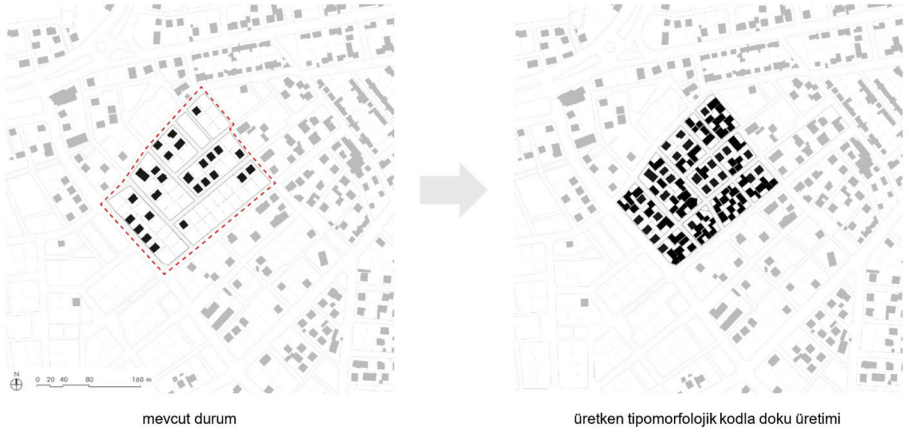 N
0 20 40 80 160 m
mevcut durum
üretken tipomorfolojik kodla doku üretimi